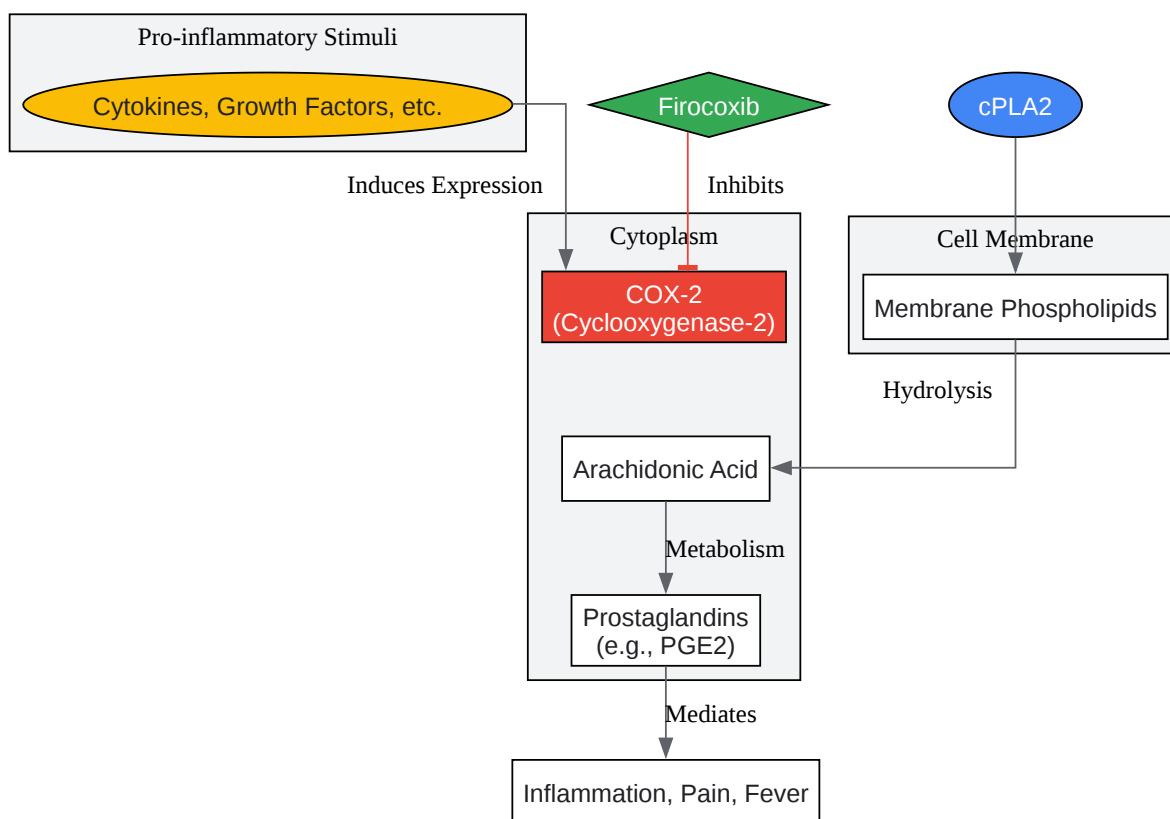 Pro-inflammatory Stimuli
Cytokines, Growth Factors, etc.
Firocoxib
cPLA2
Induces Expression
Inhibits
Cytoplasm
Cell Membrane
COX-2
(Cyclooxygenase-2)
Membrane Phospholipids
Hydrolysis
Arachidonic Acid
Metabolism
Prostaglandins
(e.g., PGE2)
Mediates
Inflammation, Pain, Fever